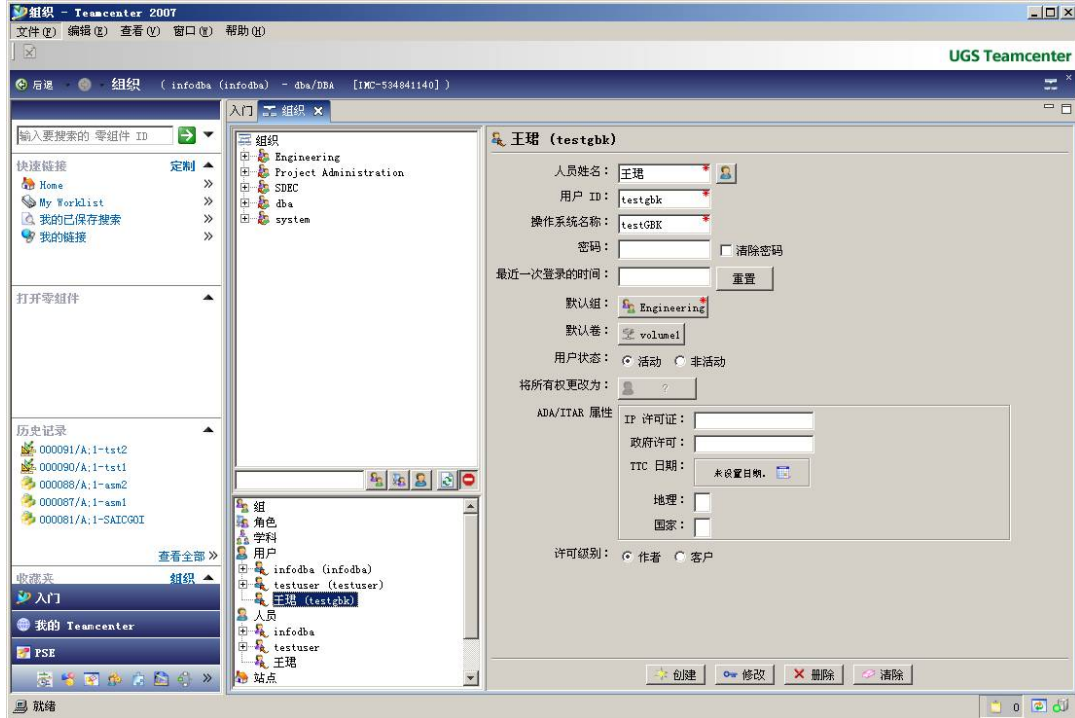 组织 - Teamcenter 2007
文件(F) 编辑(E) 查看(V) 窗口(W) 帮助(H)
UGS Teamcenter
后退 组织 ( infodba (infodba) - dba/DBA [IMC-534841140] )
入门 组织
输入要搜索的 零组件 ID
快速链接 定制
Home
My Worklist
我的已保存搜索
我的链接
打开零组件
历史记录
000091/A;1-tst2
000090/A;1-tst1
000088/A;1-asm2
000087/A;1-asm1
000081/A;1-SAICGOI
查看全部
收藏夹 组织
入门
我的 Teamcenter
PSE
组织
Engineering
Project Administration
SDEC
dba
system
组
角色
学科
用户
infodba (infodba)
testuser (testuser)
王珺 (testgbk)
人员
infodba
testuser
王珺
站点
王珺 (testgbk)
人员姓名： 王珺 *
用户 ID： testgbk *
操作系统名称： testGBK *
密码： 清除密码
最近一次登录的时间： 重置
默认组： Engineering *
默认卷： volume1
用户状态： 活动 非活动
将所有权更改为： ?
ADA/ITAR 属性
IP 许可证：
政府许可：
TTC 日期： 未设置日期.
地理：
国家：
许可级别： 作者 客户
创建 修改 删除 清除
就绪 0